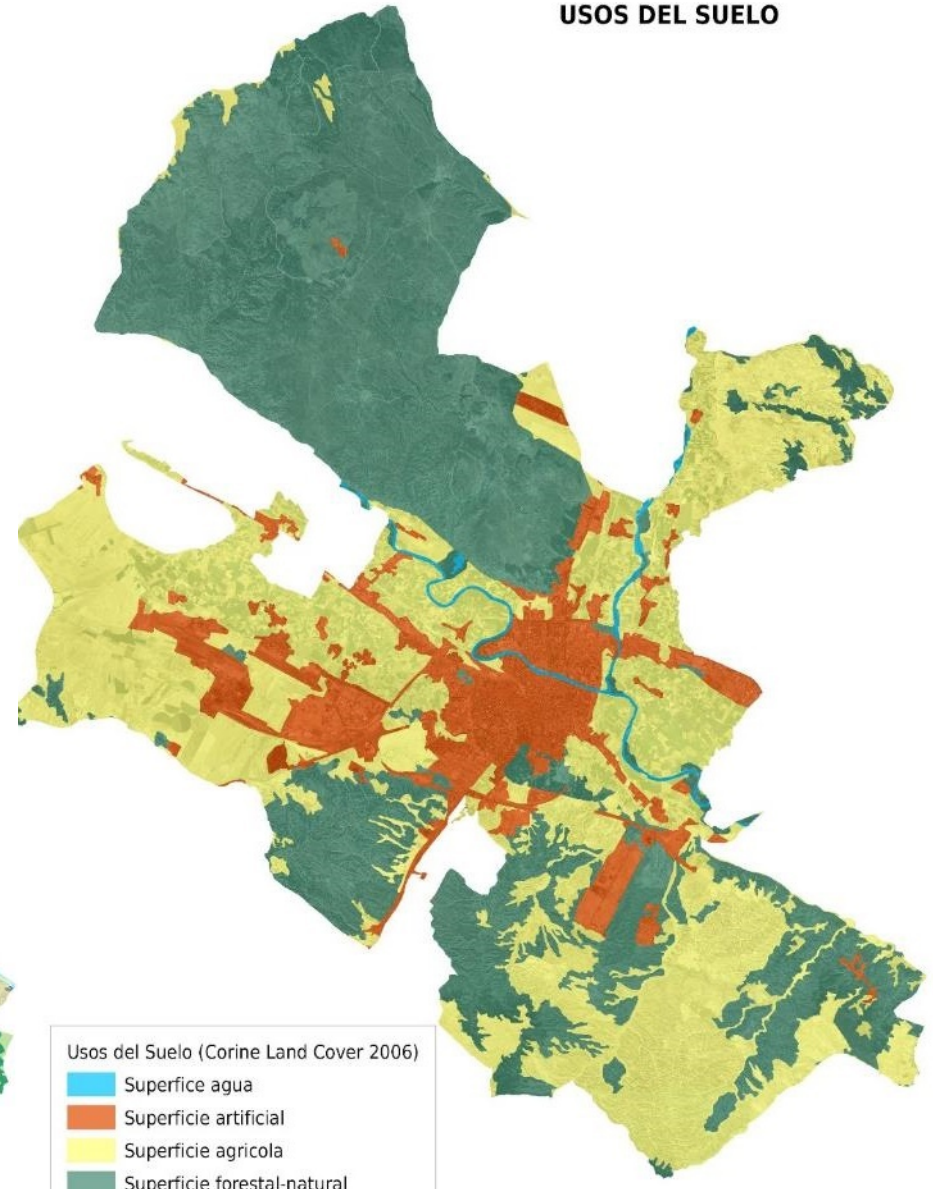 USOS DEL SUELO
Usos del Suelo (Corine Land Cover 2006)
Superfice agua
Superficie artificial
Superficie agricola
Superficie forestal-natural